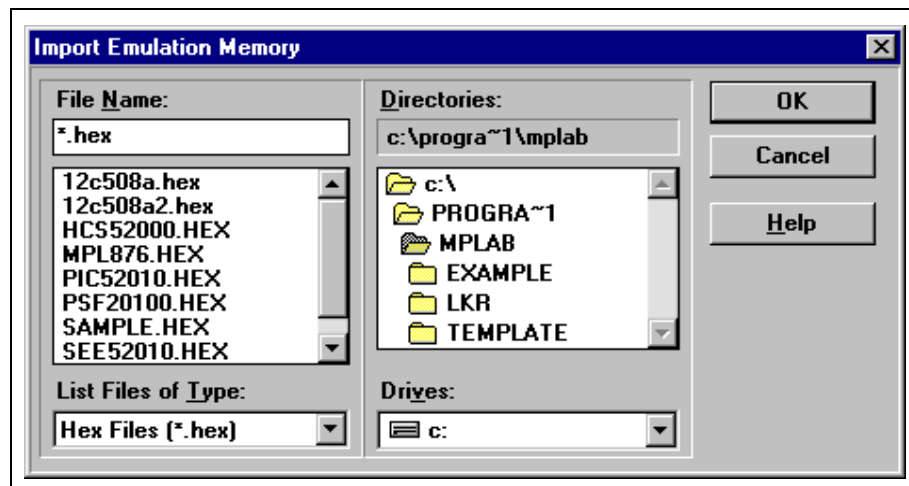 Import Emulation Memory
File Name:
*.hex
12c508a.hex
12c508a2.hex
HCS52000.HEX
MPL876.HEX
PIC52010.HEX
PSF20100.HEX
SAMPLE.HEX
SEE52010.HEX
List Files of Type:
Hex Files (*.hex)
Directories:
c:\progra~1\mplab
c:\
PROGRA~1
MPLAB
EXAMPLE
LKR
TEMPLATE
Drives:
c:
OK
Cancel
Help